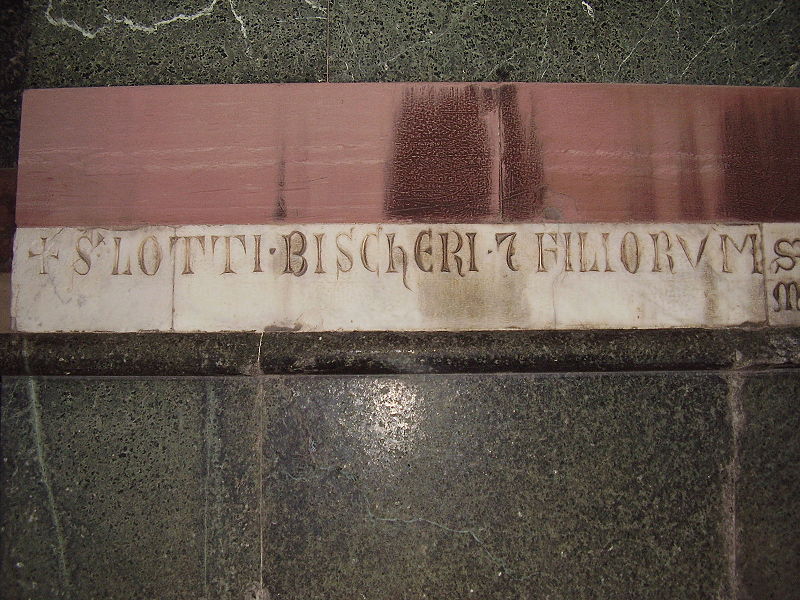 + S' LOTTI · BISCHERI · 7 FILIORVM